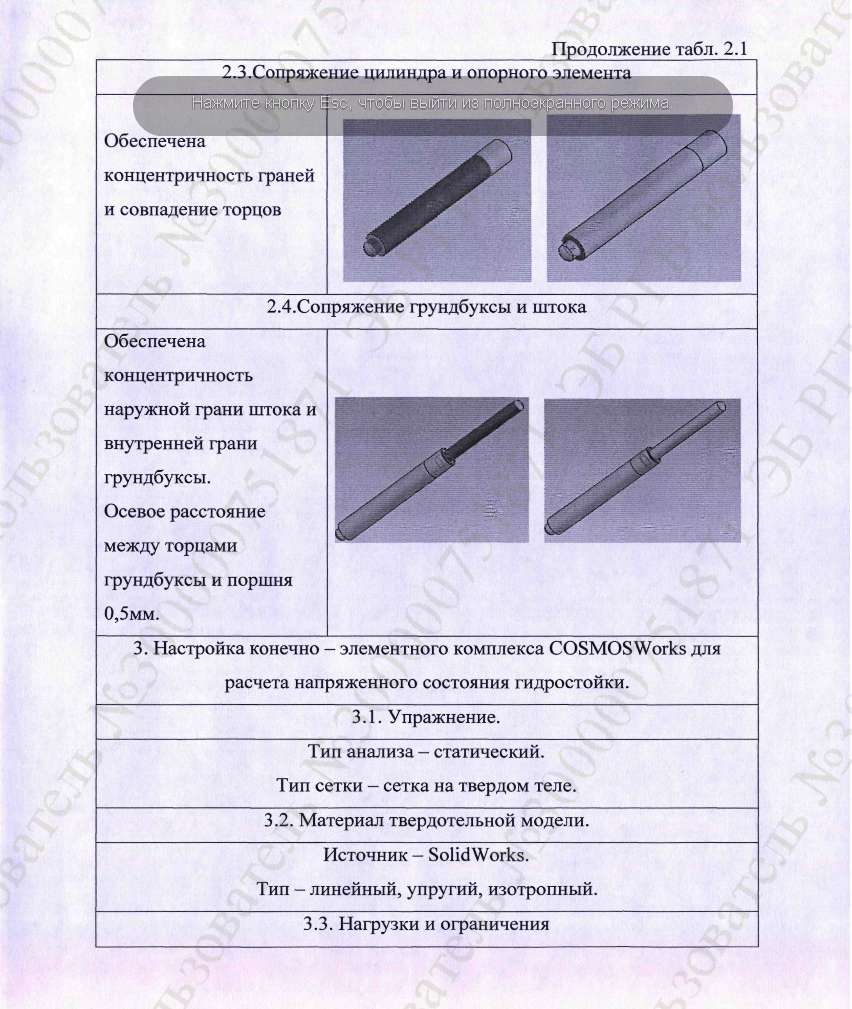 Продолжение табл. 2.1
2.3.Сопряжение цилиндра и опорного элемента
Нажмите кнопку Esc, чтобы выйти из полноэкранного режима.
Обеспечена
концентричность граней
и совпадение торцов
2.4.Сопряжение грундбуксы и штока
Обеспечена
концентричность
наружной грани штока и
внутренней грани
грундбуксы.
Осевое расстояние
между торцами
грундбуксы и поршня
0,5мм.
3. Настройка конечно – элементного комплекса COSMOSWorks для
расчета напряженного состояния гидростойки.
3.1. Упражнение.
Тип анализа – статический.
Тип сетки – сетка на твердом теле.
3.2. Материал твердотельной модели.
Источник – SolidWorks.
Тип – линейный, упругий, изотропный.
3.3. Нагрузки и ограничения